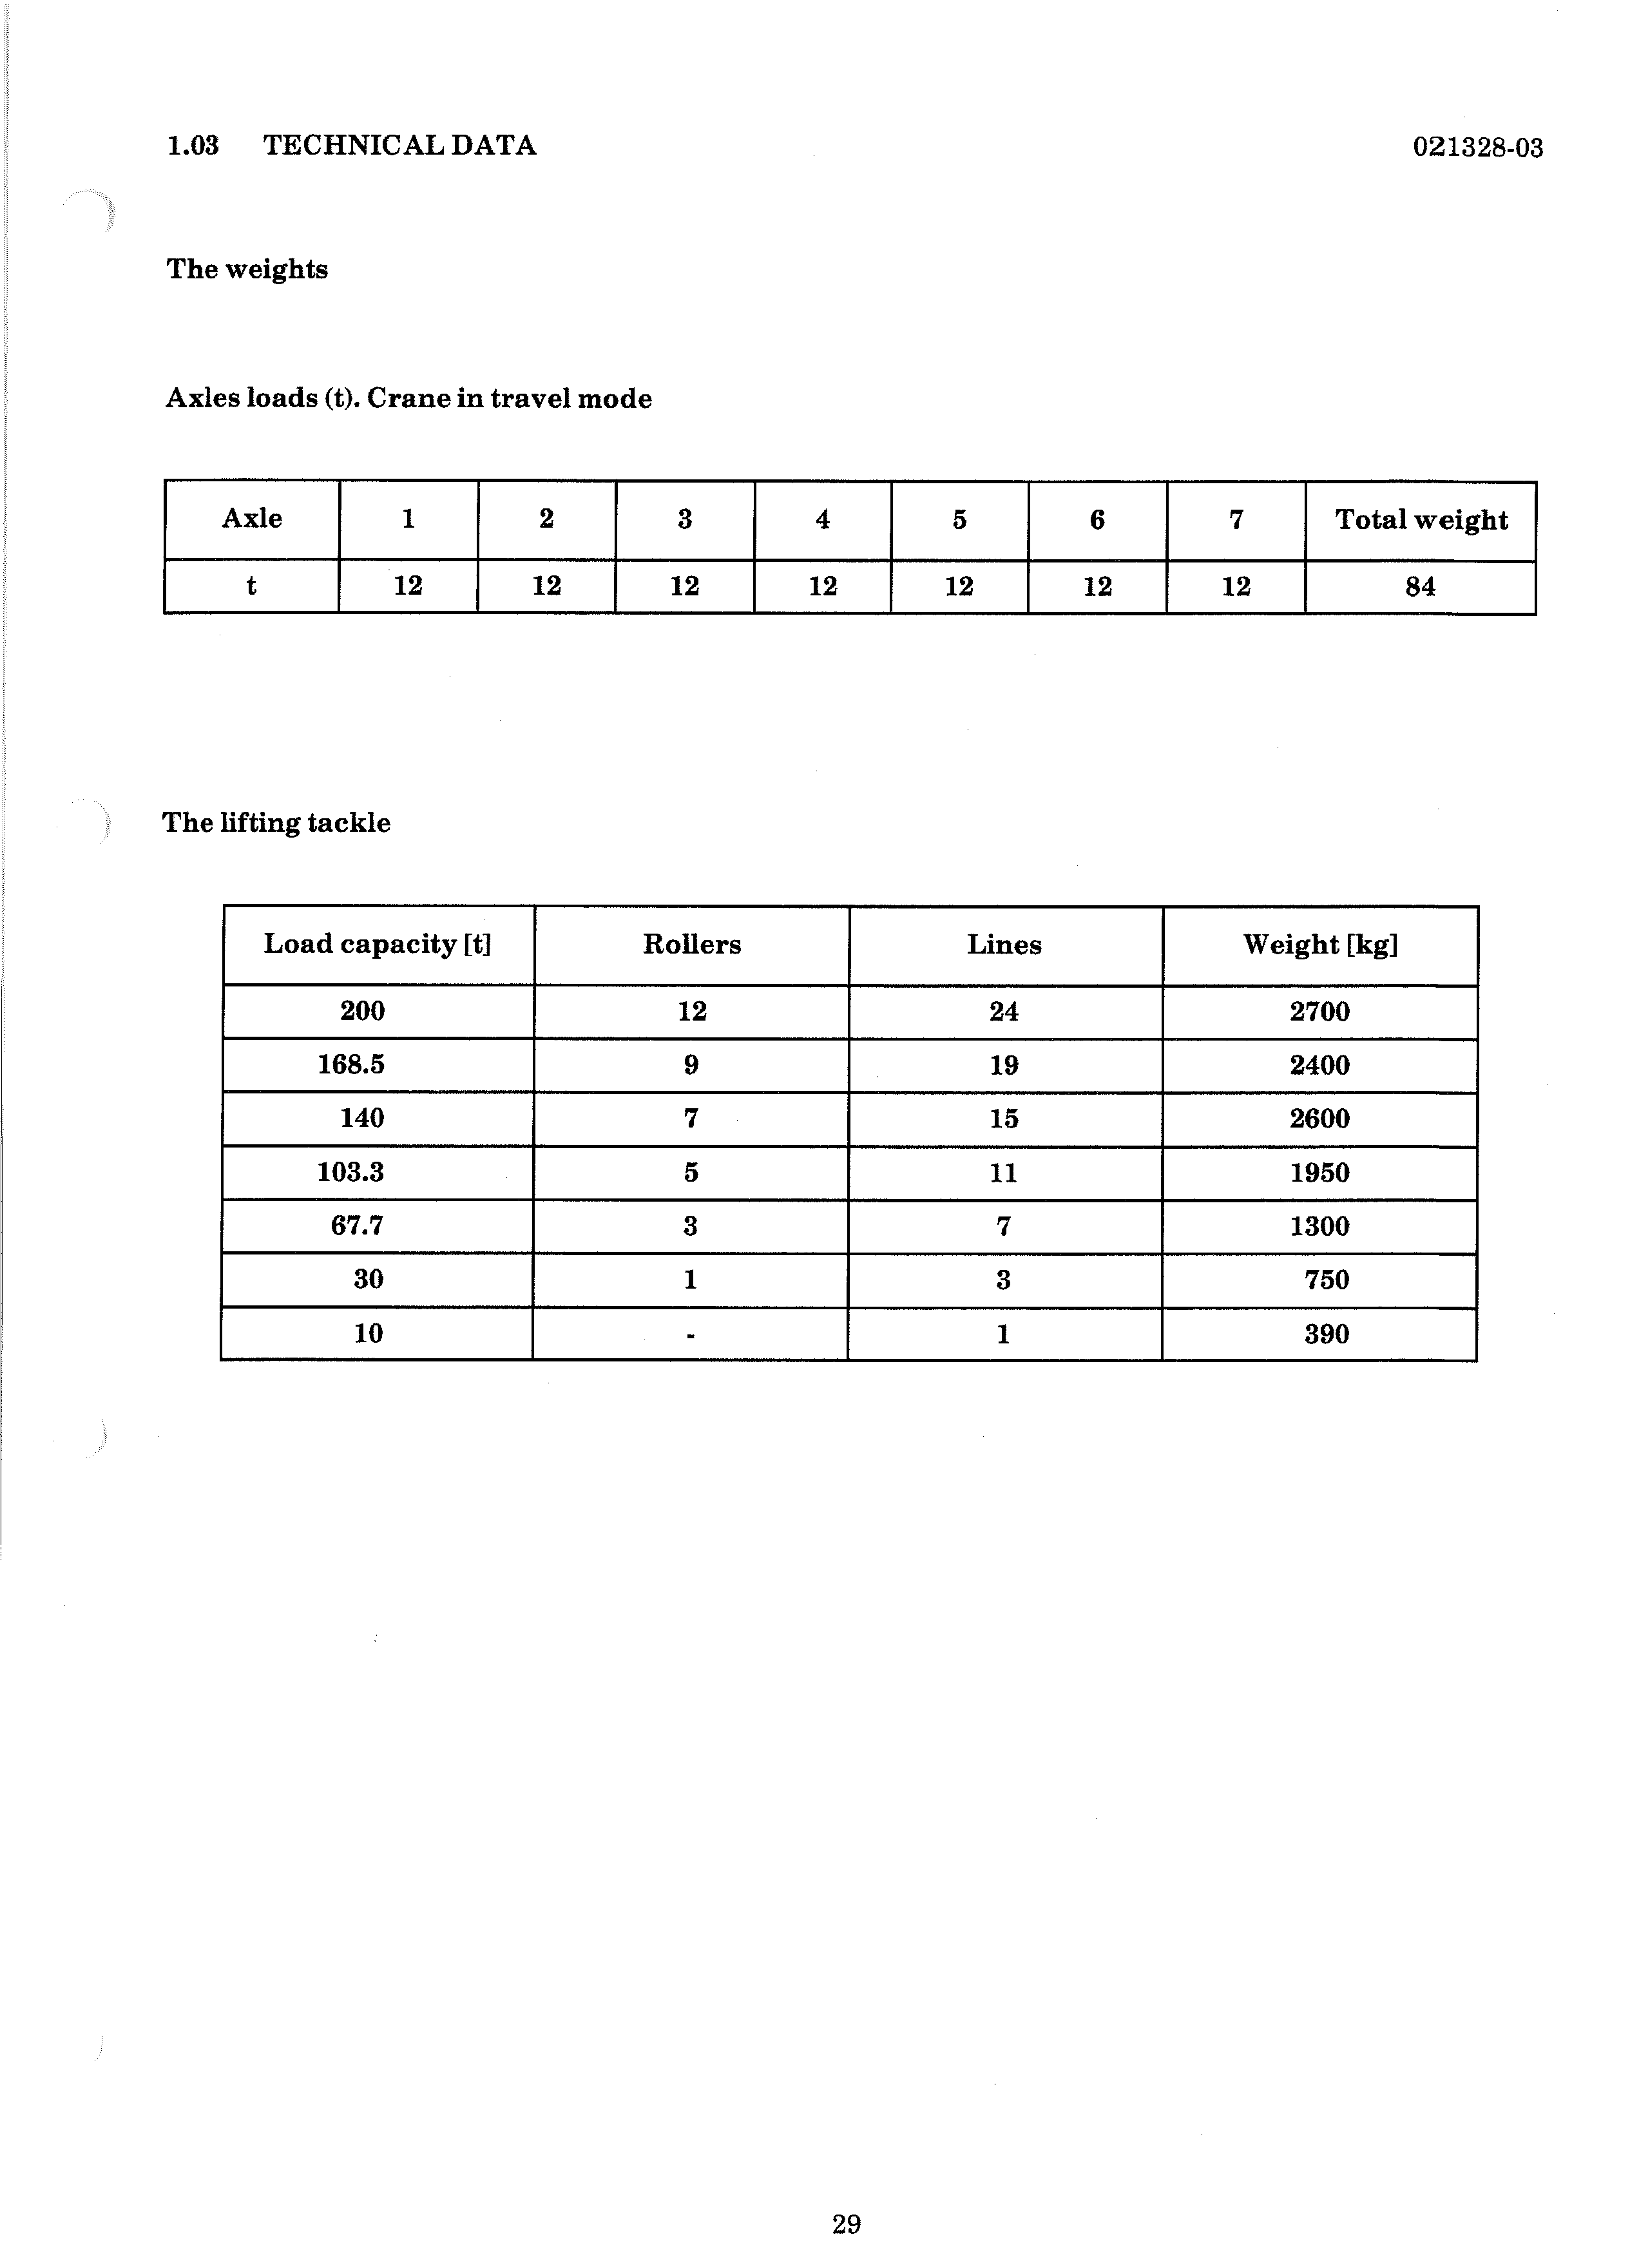 1.03 TECHNICAL DATA 021328-03
The weights
Axles loads (t). Crane in travel mode
Axle 1 2 3 4 5 6 7 Total weight
t 12 12 12 12 12 12 12 84
The lifting tackle
Load capacity [t] Rollers Lines Weight [kg]
200 12 24 2700
168.5 9 19 2400
140 7 15 2600
103.3 5 11 1950
67.7 3 7 1300
30 1 3 750
10 - 1 390
29